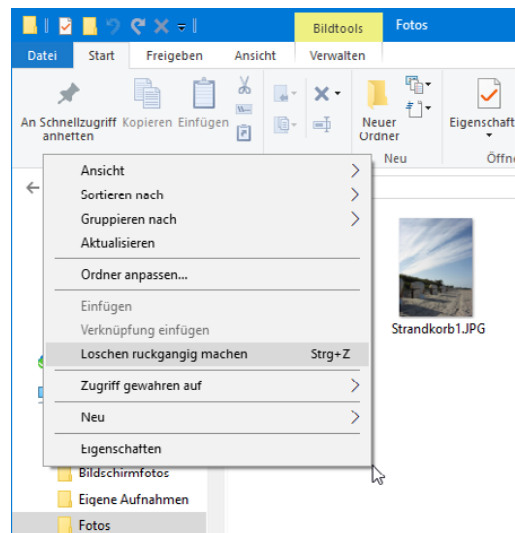 Bildtools
Fotos
Datei
Start
Freigeben
Ansicht
Verwalten
An Schnellzugriff
anheften
Kopieren
Einfügen
Neuer
Ordner
Eigenschaft
Neu
Öffn
Ansicht
Sortieren nach
Gruppieren nach
Aktualisieren
Ordner anpassen...
Einfügen
Verknüpfung einfügen
Loschen ruckgangig machen Strg+Z
Zugriff gewahren auf
Neu
Eigenschaften
Strandkorb1.JPG
Bildschirmfotos
Eigene Aufnahmen
Fotos